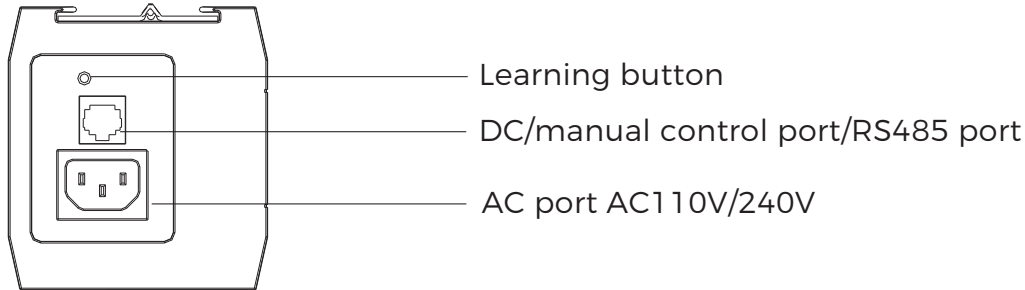 Learning button
DC/manual control port/RS485 port
AC port AC110V/240V